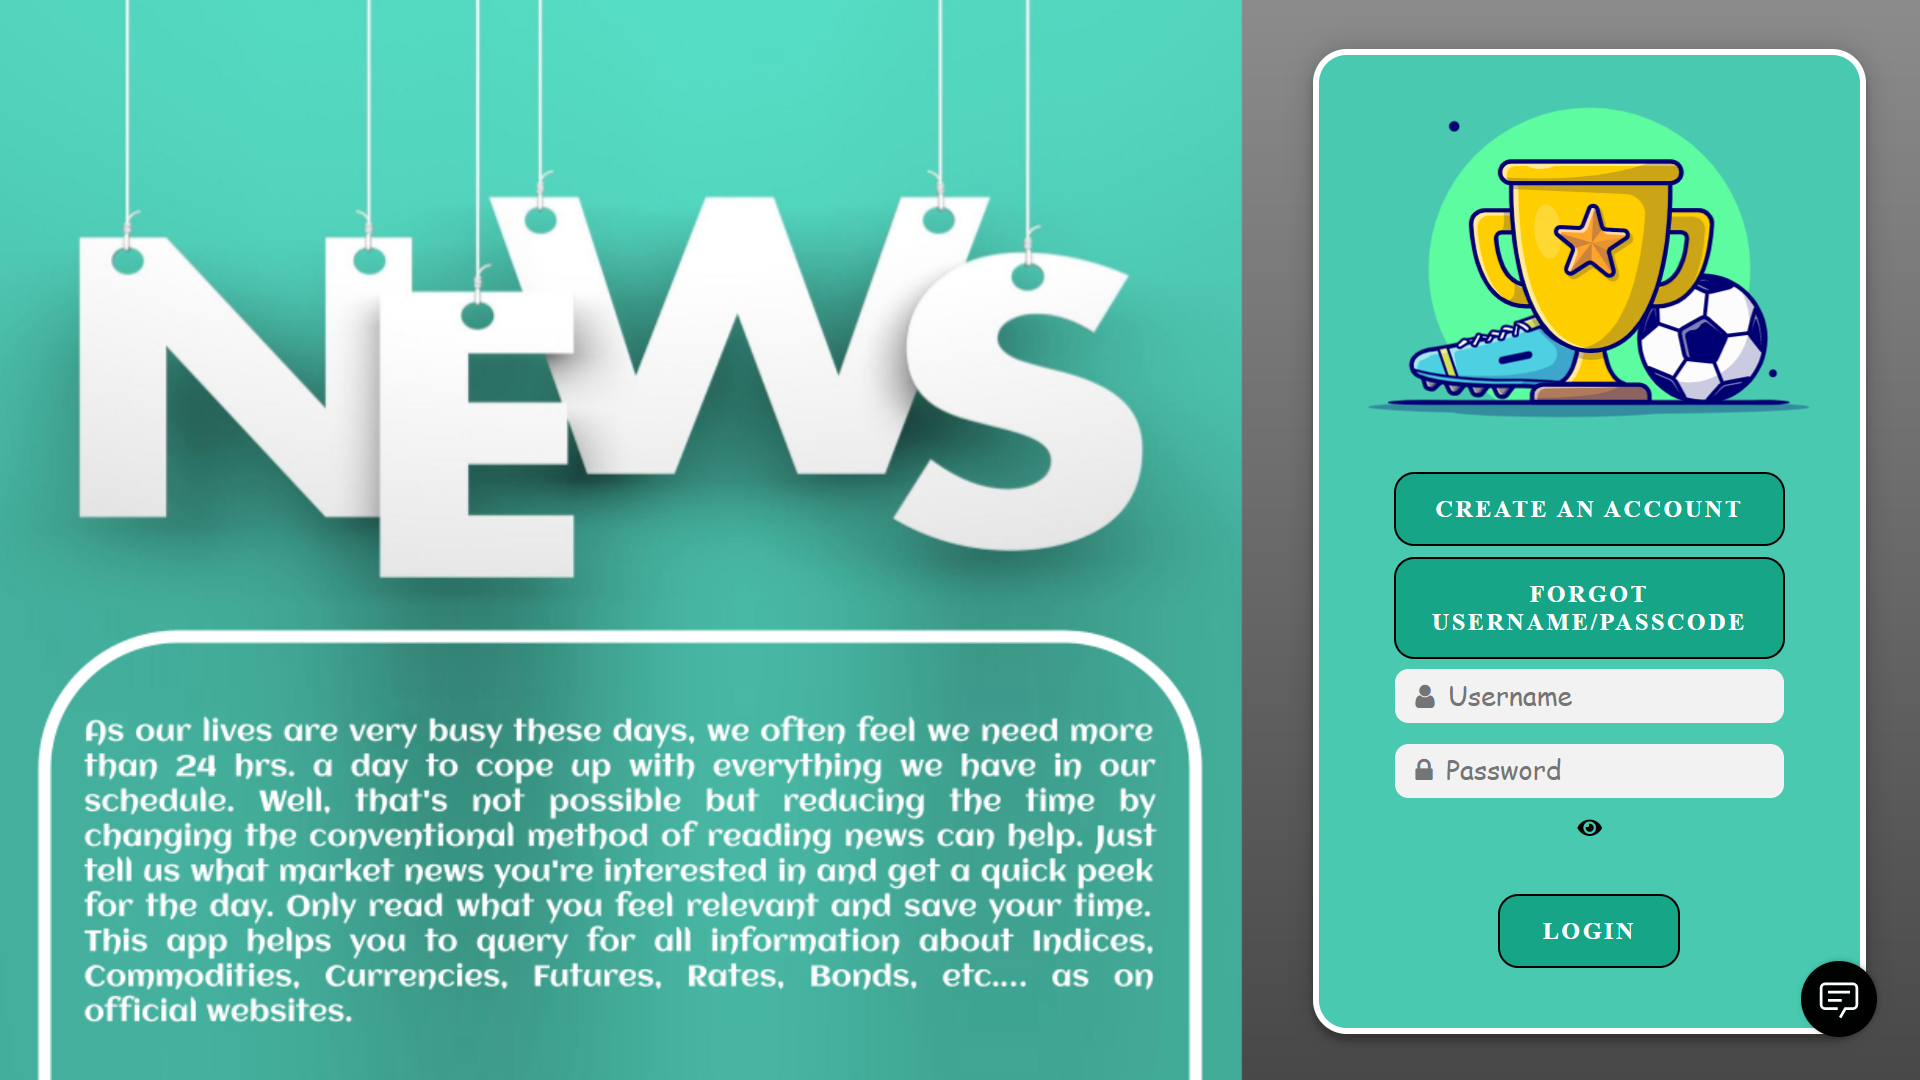 NEWS
As our lives are very busy these days, we often feel we need more
than 24 hrs. a day to cope up with everything we have in our
schedule. Well, that's not possible but reducing the time by
changing the conventional method of reading news can help. Just
tell us what market news you're interested in and get a quick peek
for the day. Only read what you feel relevant and save your time.
This app helps you to query for all information about Indices,
Commodities, Currencies, Futures, Rates, Bonds, etc.... as on
official websites.
CREATE AN ACCOUNT
FORGOT
USERNAME/PASSCODE
Username
Password
LOGIN